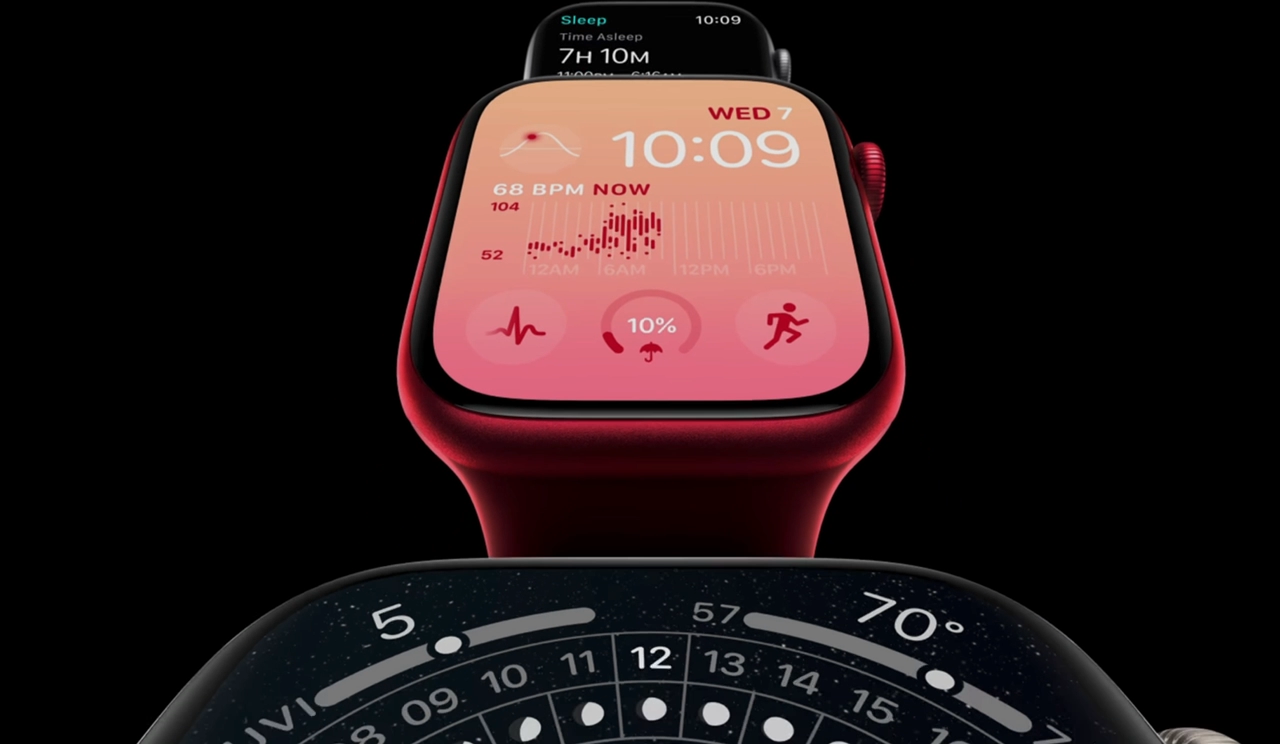 Sleep 10:09
Time Asleep
7H 10M
WED 7
10:09
68 BPM NOW
104
52
12AM 6AM 12PM 6PM
10%
5 57 70°
UVI
09 10 11 12 13 14 15